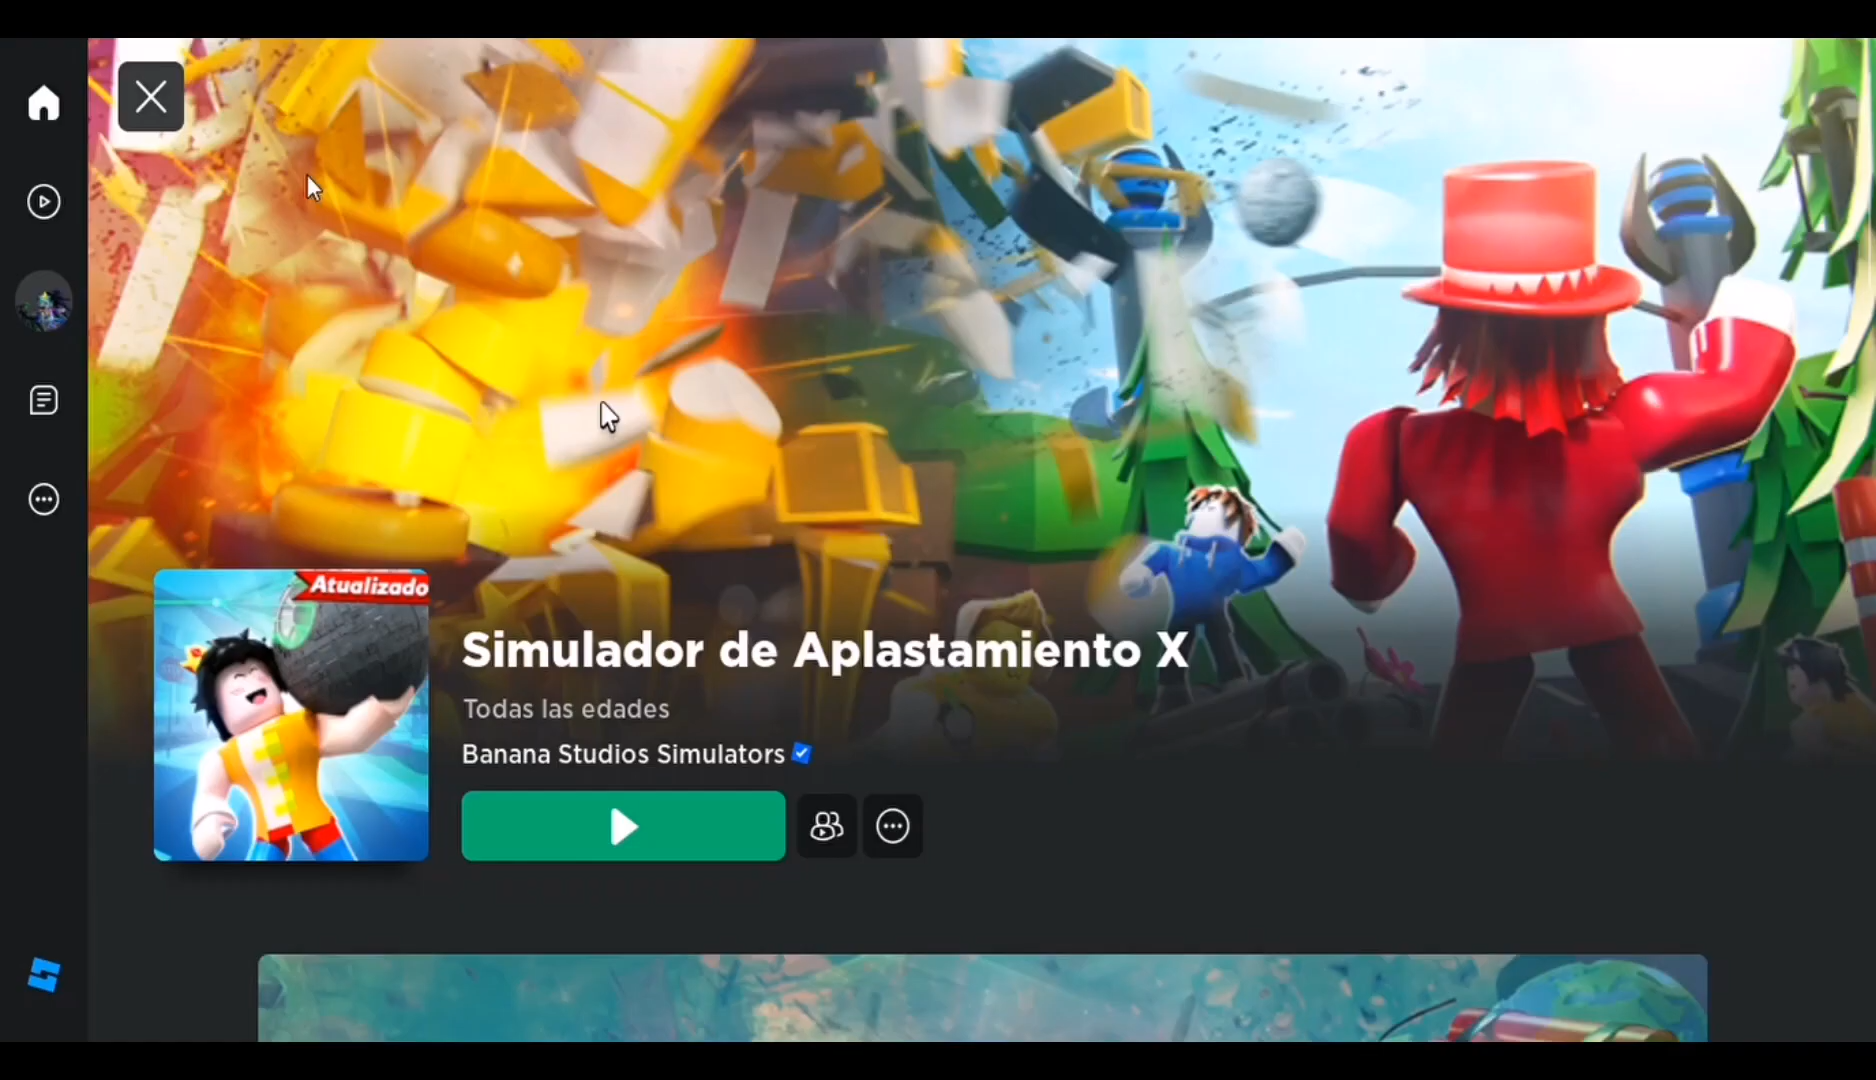 Atualizado
Simulador de Aplastamiento X
Todas las edades
Banana Studios Simulators